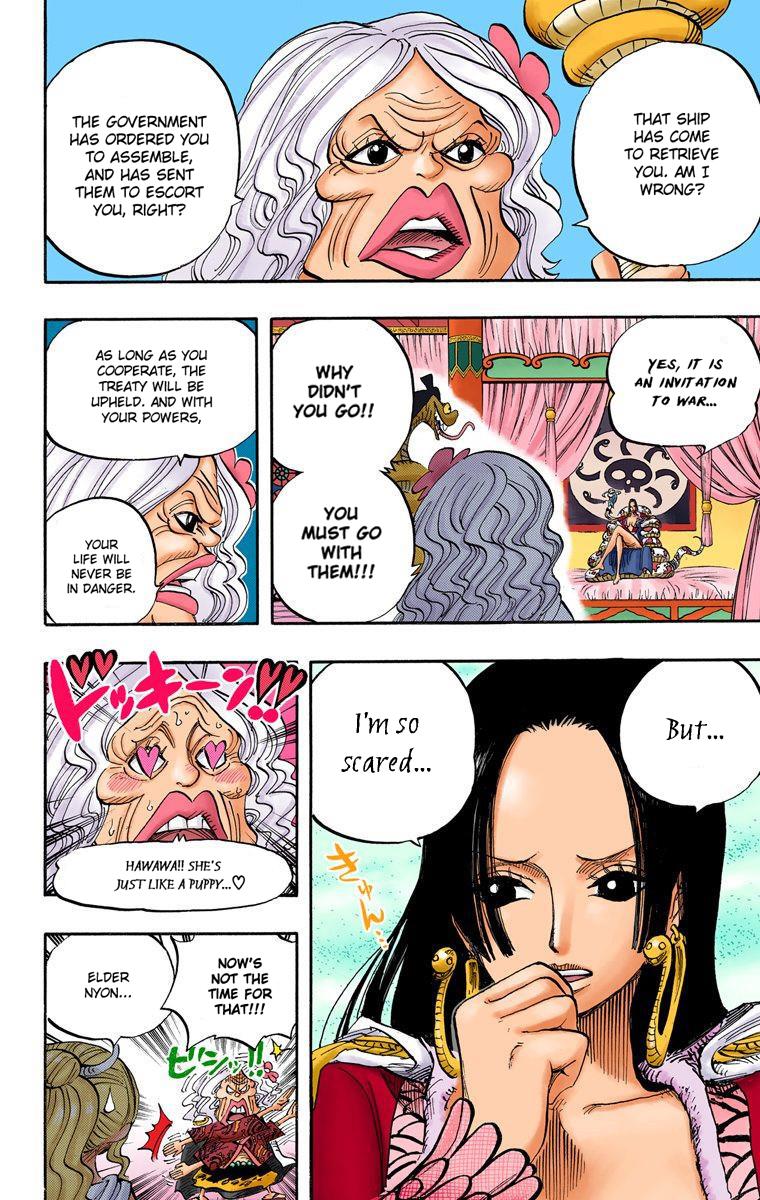 THAT SHIP
HAS COME
TO RETRIEVE
YOU. AM I
WRONG?
THE GOVERNMENT
HAS ORDERED YOU
TO ASSEMBLE,
AND HAS SENT
THEM TO ESCORT
YOU, RIGHT?
YES, IT IS
AN INVITATION
TO WAR...
WHY
DIDN'T
YOU GO!!
YOU
MUST GO
WITH
THEM!!!
AS LONG AS YOU
COOPERATE, THE
TREATY WILL BE
UPHELD. AND WITH
YOUR POWERS,
YOUR
LIFE WILL
NEVER BE
IN DANGER.
But...
I'm so
scared...
きゅん…
ドッキーン!!
HAWAWA!! SHE'S
JUST LIKE A PUPPY...♡
NOW'S
NOT THE
TIME FOR
THAT!!!
ビシッ!!
ELDER
NYON...